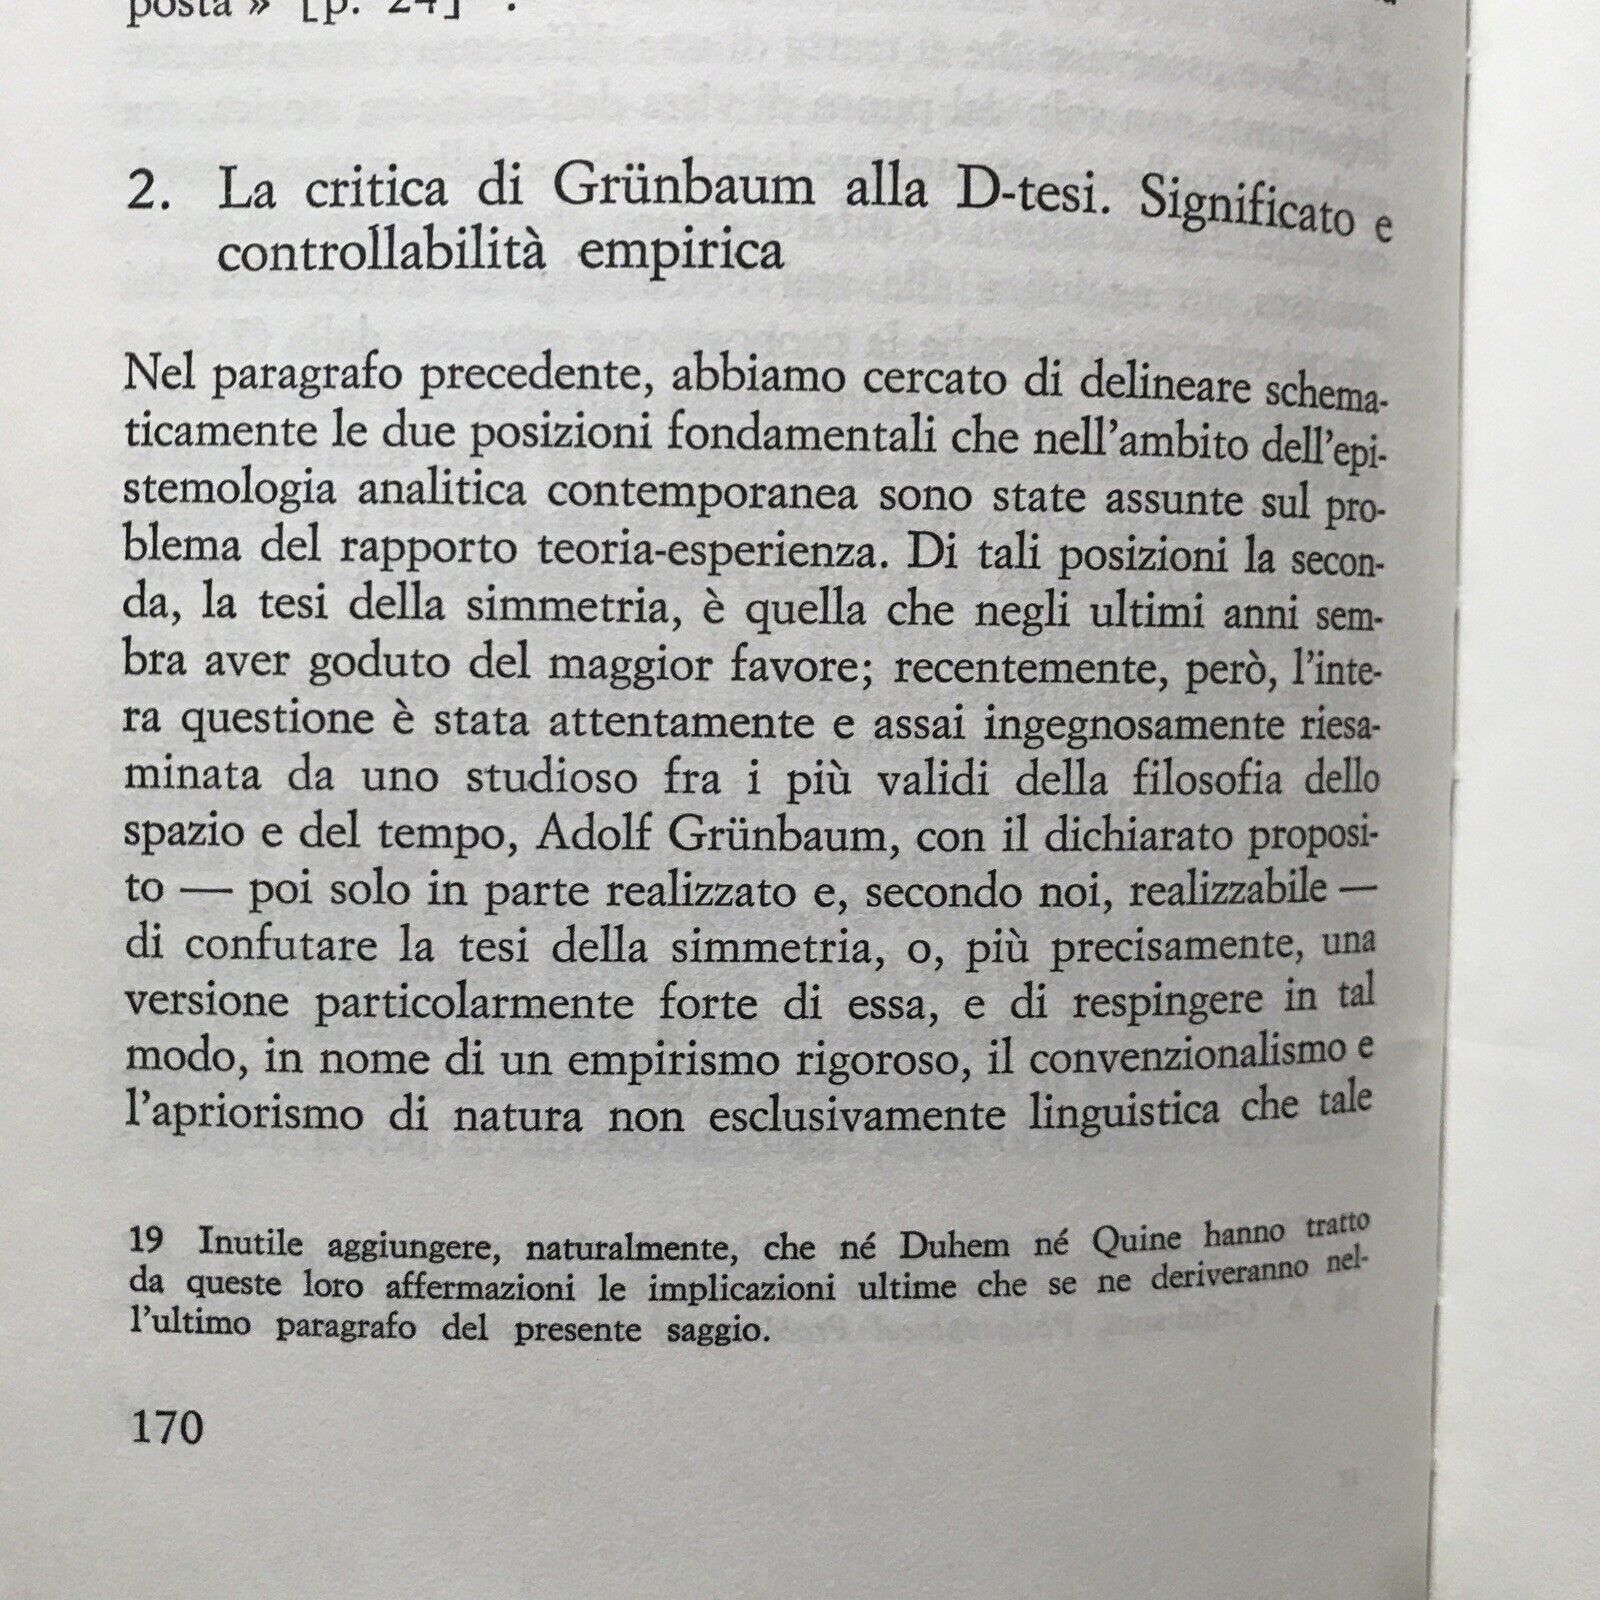 posta » [p. 24]
2. La critica di Grünbaum alla D-tesi. Significato e
controllabilità empirica
Nel paragrafo precedente, abbiamo cercato di delineare schema-
ticamente le due posizioni fondamentali che nell'ambito dell'epi-
stemologia analitica contemporanea sono state assunte sul pro-
blema del rapporto teoria-esperienza. Di tali posizioni la secon-
da, la tesi della simmetria, è quella che negli ultimi anni sem-
bra aver goduto del maggior favore; recentemente, però, l'inte-
ra questione è stata attentamente e assai ingegnosamente riesa-
minata da uno studioso fra i più validi della filosofia dello
spazio e del tempo, Adolf Grünbaum, con il dichiarato proposi-
to — poi solo in parte realizzato e, secondo noi, realizzabile —
di confutare la tesi della simmetria, o, più precisamente, una
versione particolarmente forte di essa, e di respingere in tal
modo, in nome di un empirismo rigoroso, il convenzionalismo e
l'apriorismo di natura non esclusivamente linguistica che tale
19 Inutile aggiungere, naturalmente, che né Duhem né Quine hanno tratto
da queste loro affermazioni le implicazioni ultime che se ne deriveranno nel-
l'ultimo paragrafo del presente saggio.
170